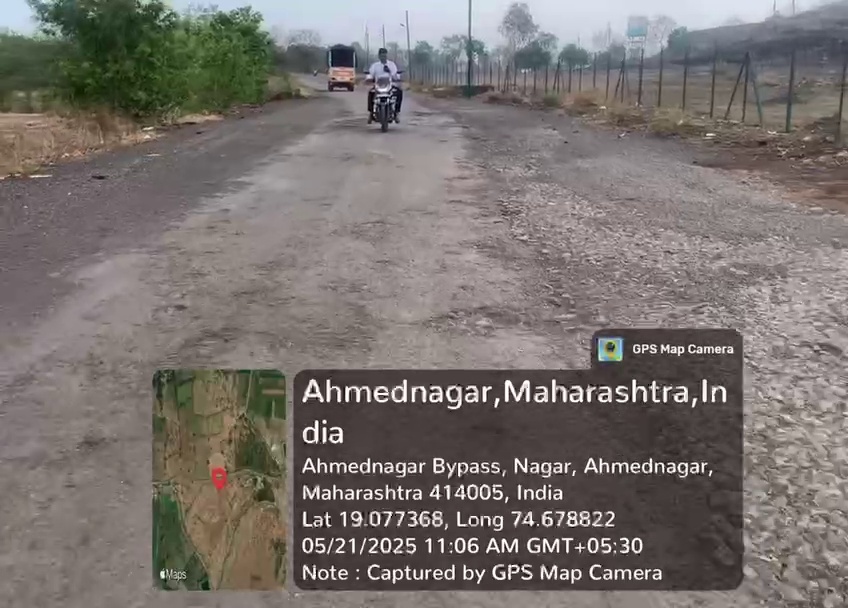 GPS Map Camera
Ahmednagar,Maharashtra,In
dia
Ahmednagar Bypass, Nagar, Ahmednagar,
Maharashtra 414005, India
Lat 19.077368, Long 74.678822
05/21/2025 11:06 AM GMT+05:30
Note : Captured by GPS Map Camera
Maps